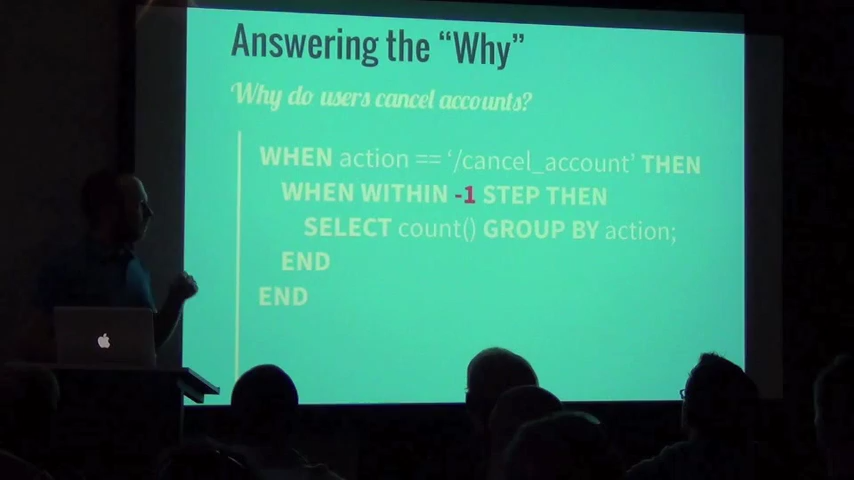 Answering the “Why”
Why do users cancel accounts?
WHEN action == ‘/cancel_account’ THEN
WHEN WITHIN -1 STEP THEN
SELECT count() GROUP BY action;
END
END